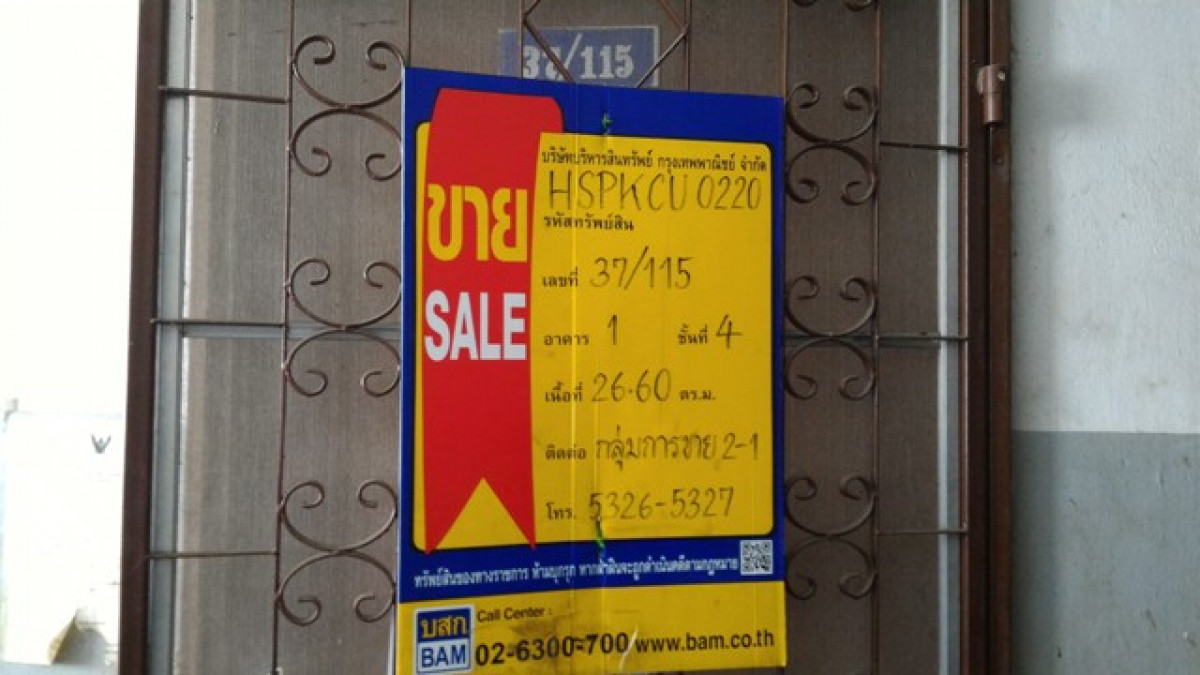 37/115
ขาย
SALE
บริษัทบริหารสินทรัพย์ กรุงเทพพาณิชย์ จำกัด
HSPKCU 0220
รหัสทรัพย์สิน
เลขที่ 37/115
อาคาร 1 ชั้นที่ 4
เนื้อที่ 26.60 ตร.ม.
ติดต่อ กลุ่มการขาย 2-1
โทร. 5326-5327
ทรัพย์สินของทางราชการ ห้ามบุกรุก หากฝ่าฝืนจะถูกดำเนินคดีตามกฎหมาย
บสก
BAM
Call Center :
02-6300-700 www.bam.co.th